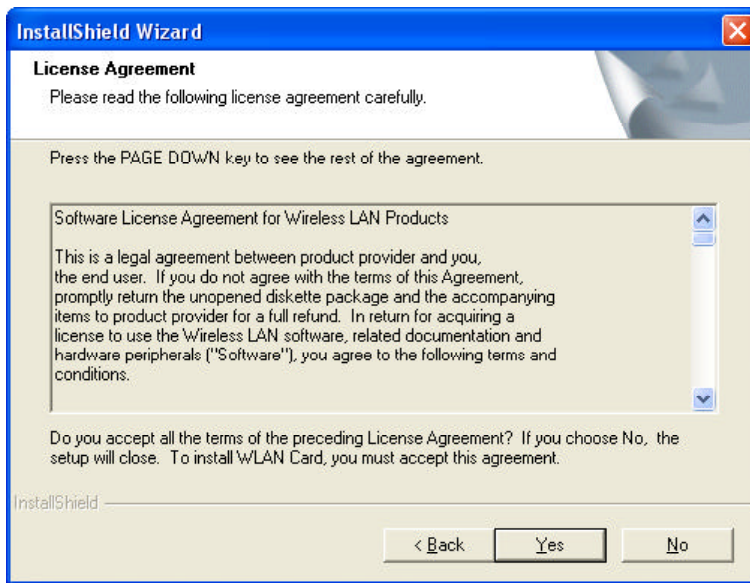 InstallShield Wizard
License Agreement
Please read the following license agreement carefully.
Press the PAGE DOWN key to see the rest of the agreement.
Software License Agreement for Wireless LAN Products
This is a legal agreement between product provider and you,
the end user.  If you do not agree with the terms of this Agreement,
promptly return the unopened diskette package and the accompanying
items to product provider for a full refund.  In return for acquiring a
license to use the Wireless LAN software, related documentation and
hardware peripherals ("Software"), you agree to the following terms and
conditions.
Do you accept all the terms of the preceding License Agreement?  If you choose No,  the
setup will close.  To install WLAN Card, you must accept this agreement.
InstallShield
< Back
Yes
No